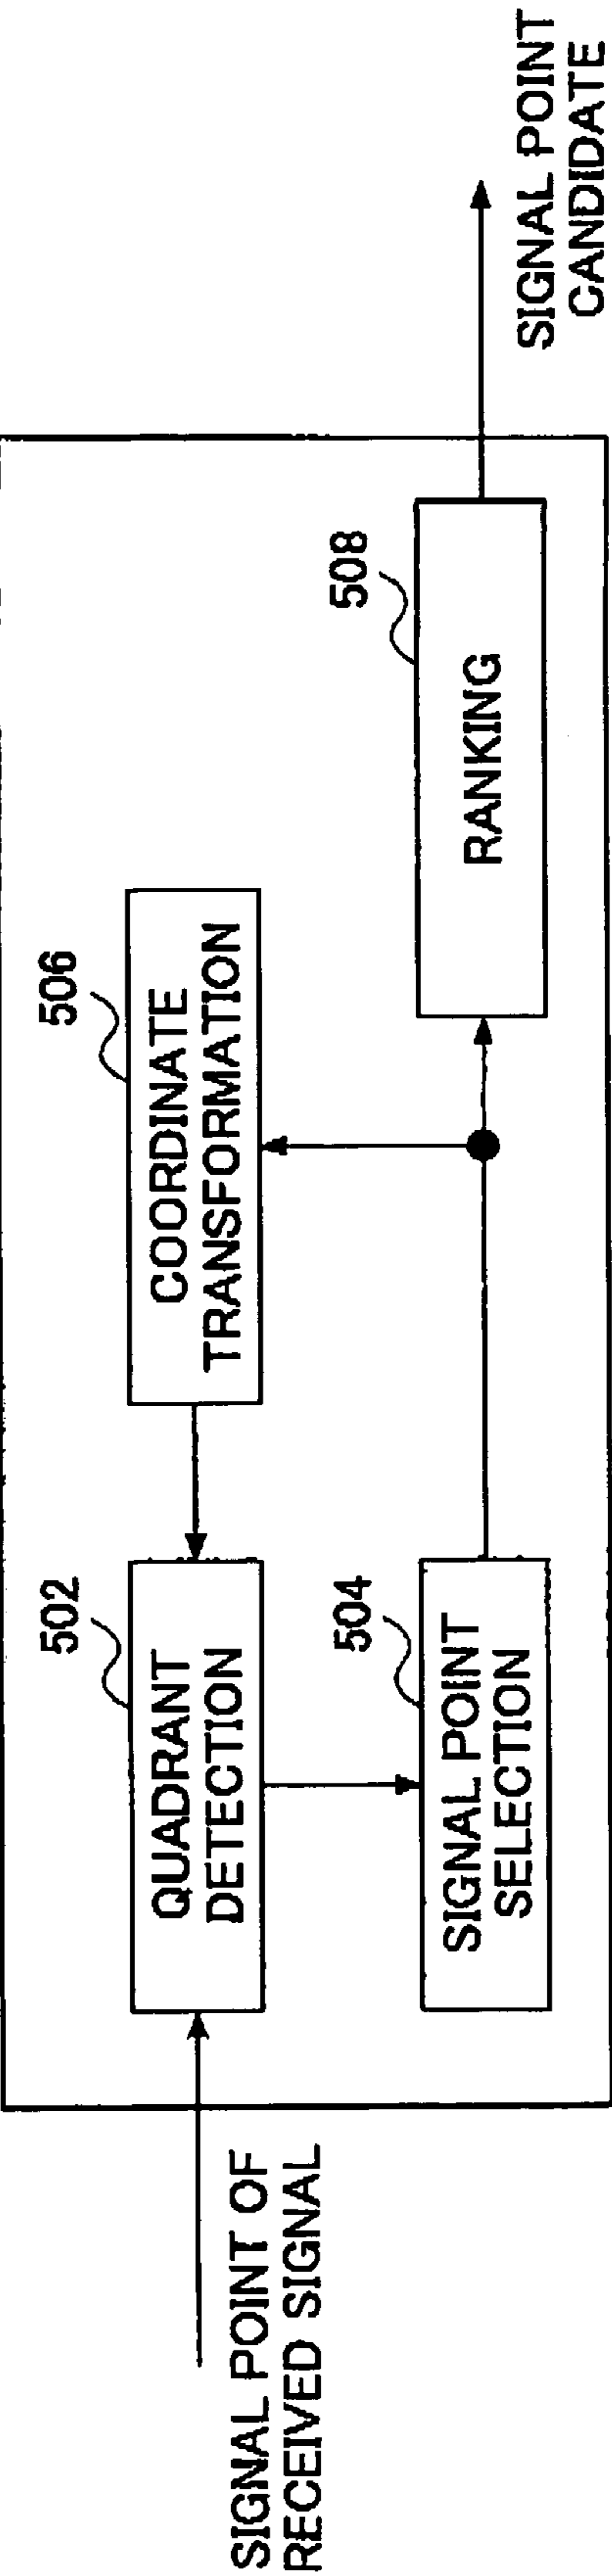 SIGNAL POINT OF
RECEIVED SIGNAL
502
QUADRANT
DETECTION
504
SIGNAL POINT
SELECTION
506
COORDINATE
TRANSFORMATION
508
RANKING
SIGNAL POINT
CANDIDATE